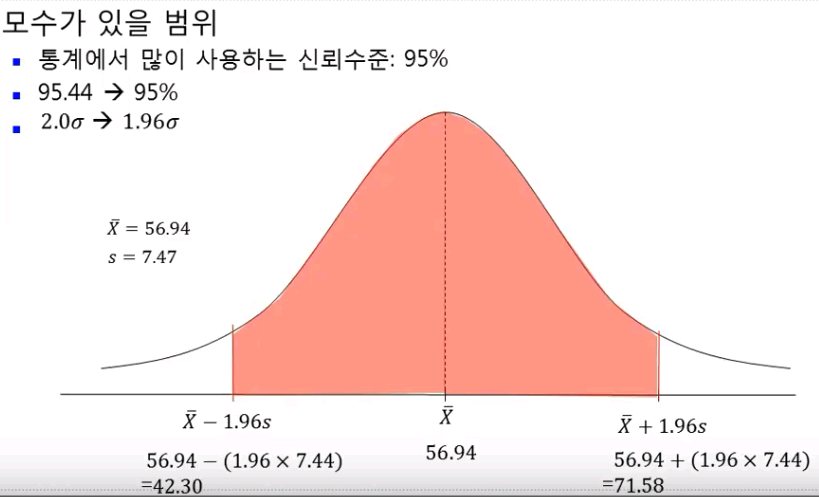 모수가 있을 범위
통계에서 많이 사용하는 신뢰수준: 95%
95.44 → 95%
2.0σ → 1.96σ
X̄ = 56.94
s = 7.47
X̄ − 1.96s
X̄
X̄ + 1.96s
56.94 − (1.96 × 7.44)
=42.30
56.94
56.94 + (1.96 × 7.44)
=71.58